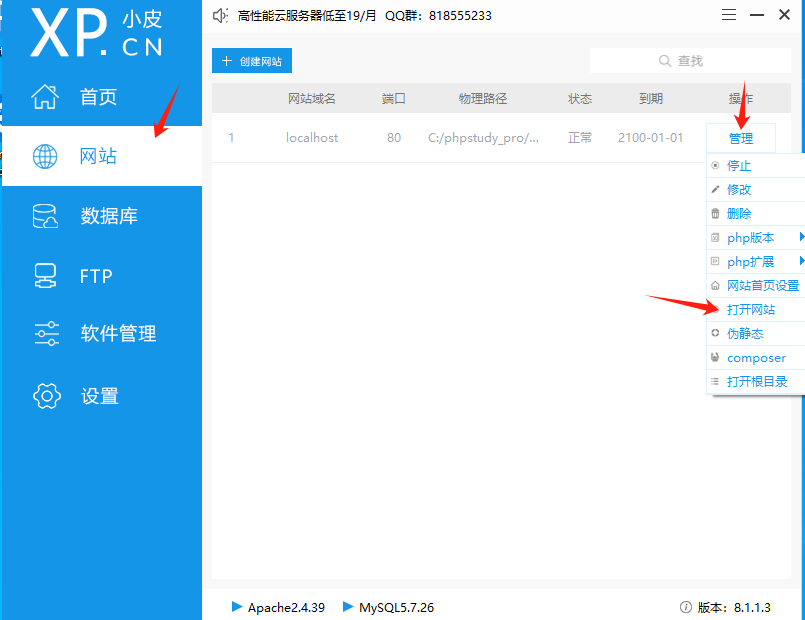 XP.CN 小皮
高性能云服务器低至19/月 QQ群：818555233
首页
网站
数据库
FTP
软件管理
设置
创建网站
查找
网站域名 端口 物理路径 状态 到期 操作
1 localhost 80 C:/phpstudy_pro/... 正常 2100-01-01 管理
停止
修改
删除
php版本
php扩展
网站首页设置
打开网站
伪静态
composer
打开根目录
Apache2.4.39 MySQL5.7.26 版本：8.1.1.3